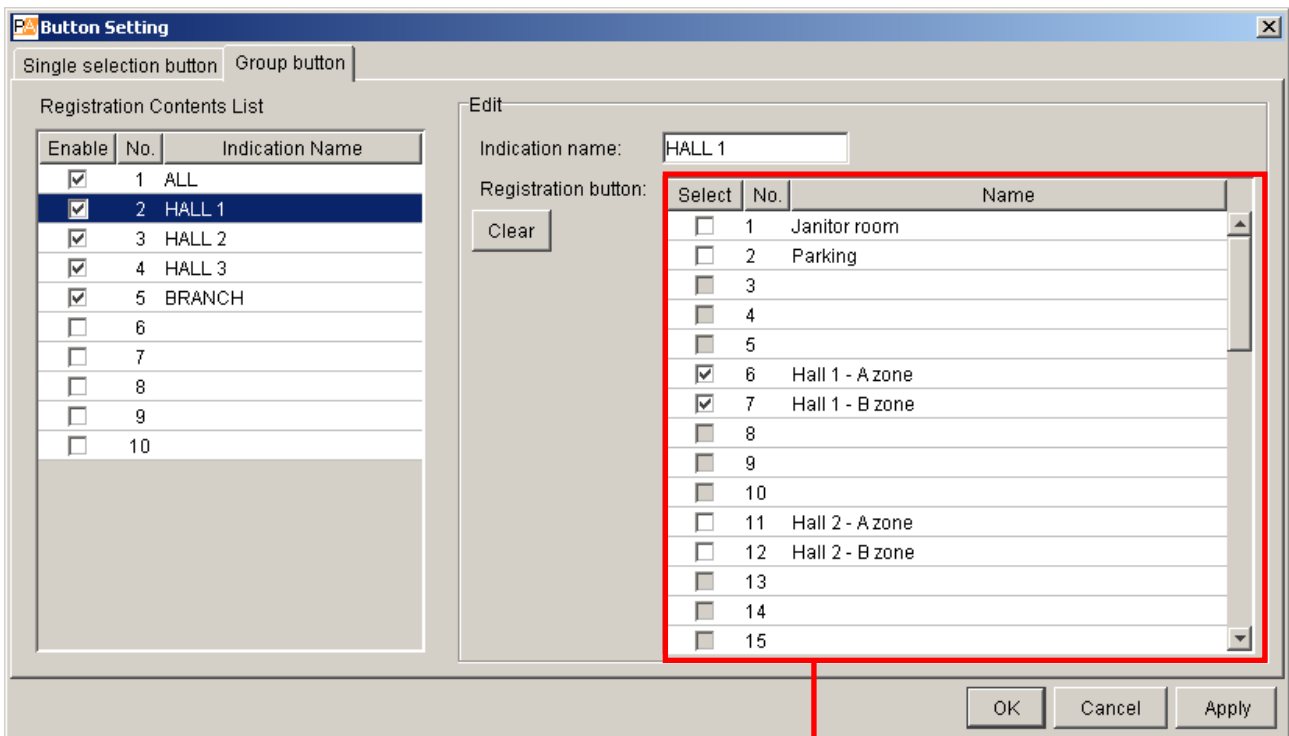 PA Button Setting
Single selection button Group button
Registration Contents List
Enable No. Indication Name
1 ALL
2 HALL 1
3 HALL 2
4 HALL 3
5 BRANCH
6
7
8
9
10
Edit
Indication name: HALL 1
Registration button:
Clear
Select No. Name
1 Janitor room
2 Parking
3
4
5
6 Hall 1 - A zone
7 Hall 1 - B zone
8
9
10
11 Hall 2 - A zone
12 Hall 2 - B zone
13
14
15
OK Cancel Apply